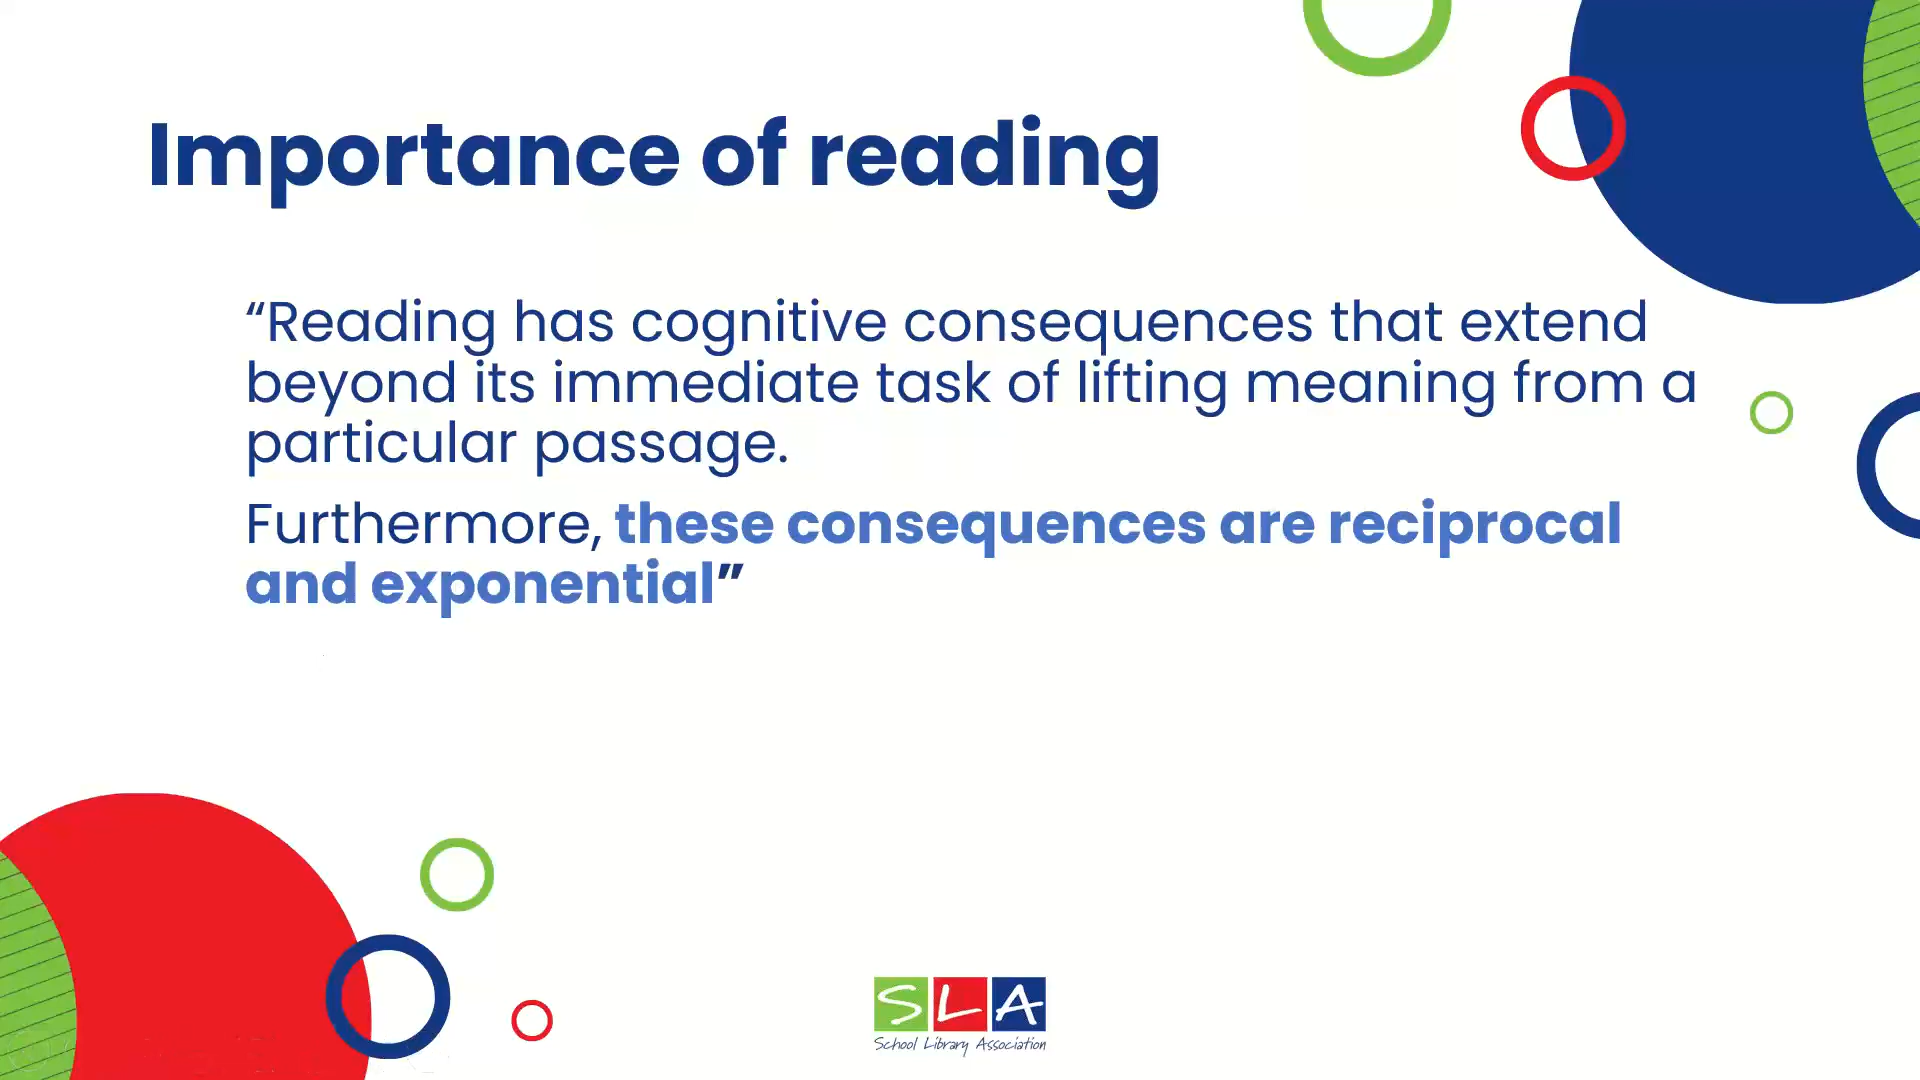 Importance of reading
“Reading has cognitive consequences that extend
beyond its immediate task of lifting meaning from a
particular passage.
Furthermore, these consequences are reciprocal
and exponential”
SLA
School Library Association